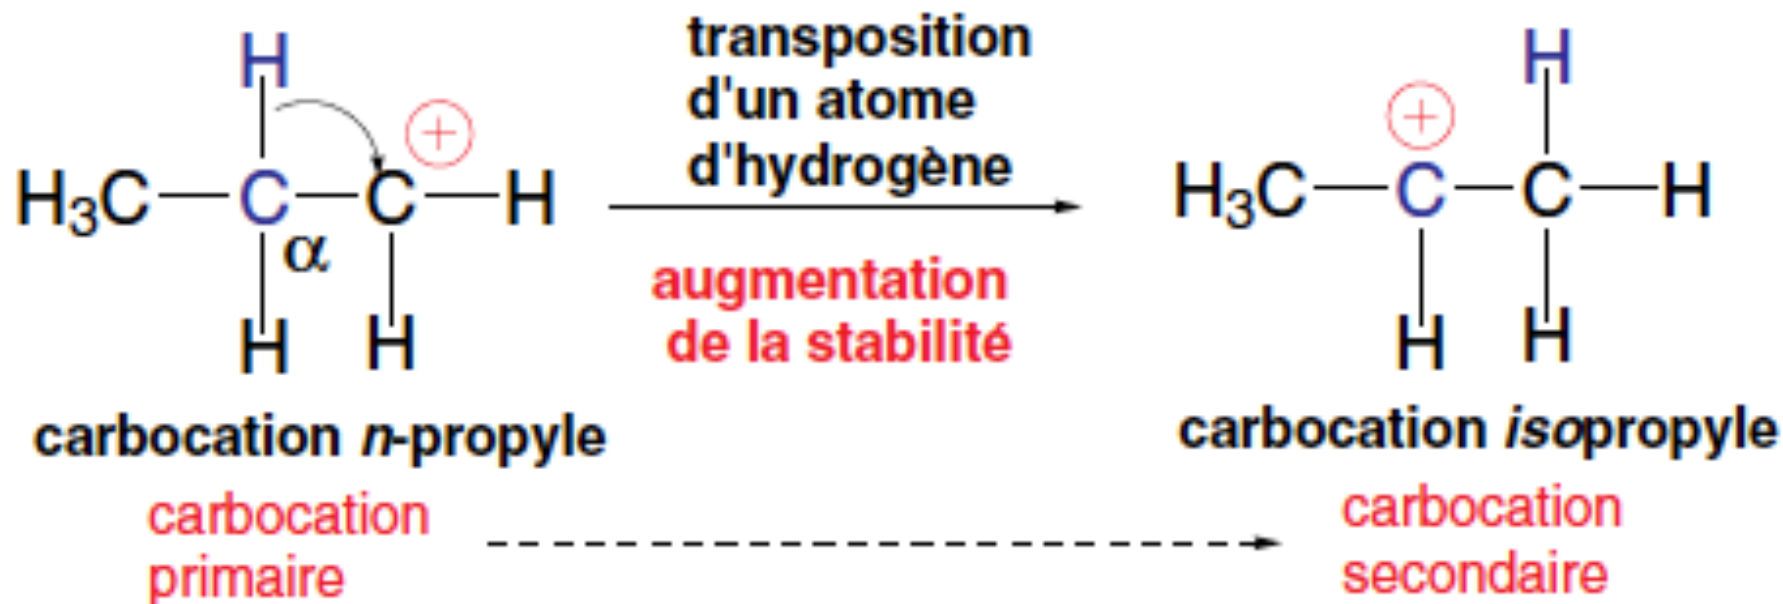 transposition
d'un atome
d'hydrogène
H
H
+
+
H₃C C C H
H₃C C C H
α
H H
H H
augmentation
de la stabilité
carbocation n-propyle
carbocation isopropyle
carbocation
primaire
carbocation
secondaire